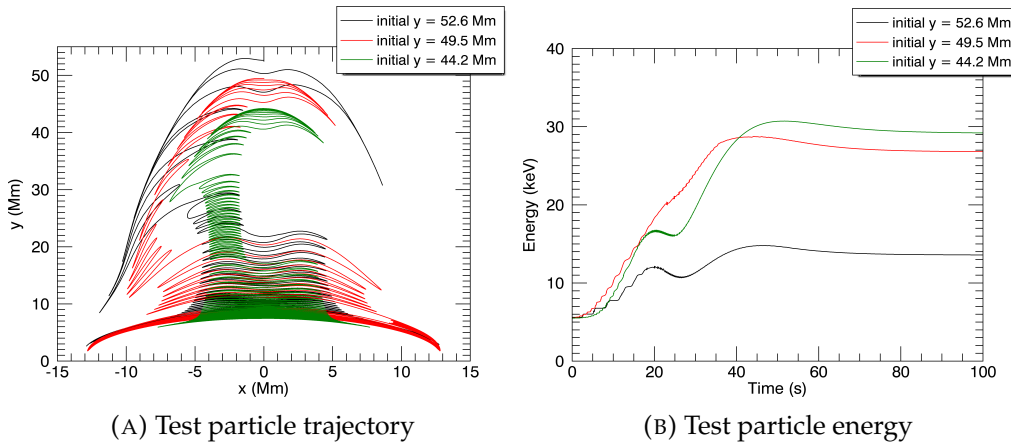 initial y = 52.6 Mm
initial y = 49.5 Mm
initial y = 44.2 Mm
y (Mm)
50
40
30
20
10
0
-15
-10
-5
0
5
10
15
x (Mm)
(A) Test particle trajectory
initial y = 52.6 Mm
initial y = 49.5 Mm
initial y = 44.2 Mm
Energy (keV)
40
30
20
10
0
0
20
40
60
80
100
Time (s)
(B) Test particle energy